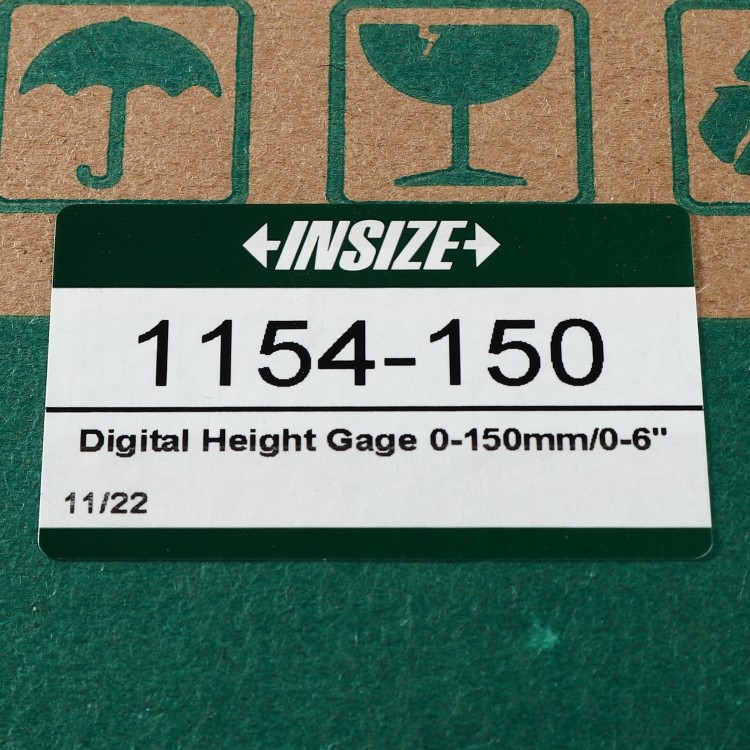 INSIZE
1154-150
Digital Height Gage 0-150mm/0-6"
11/22